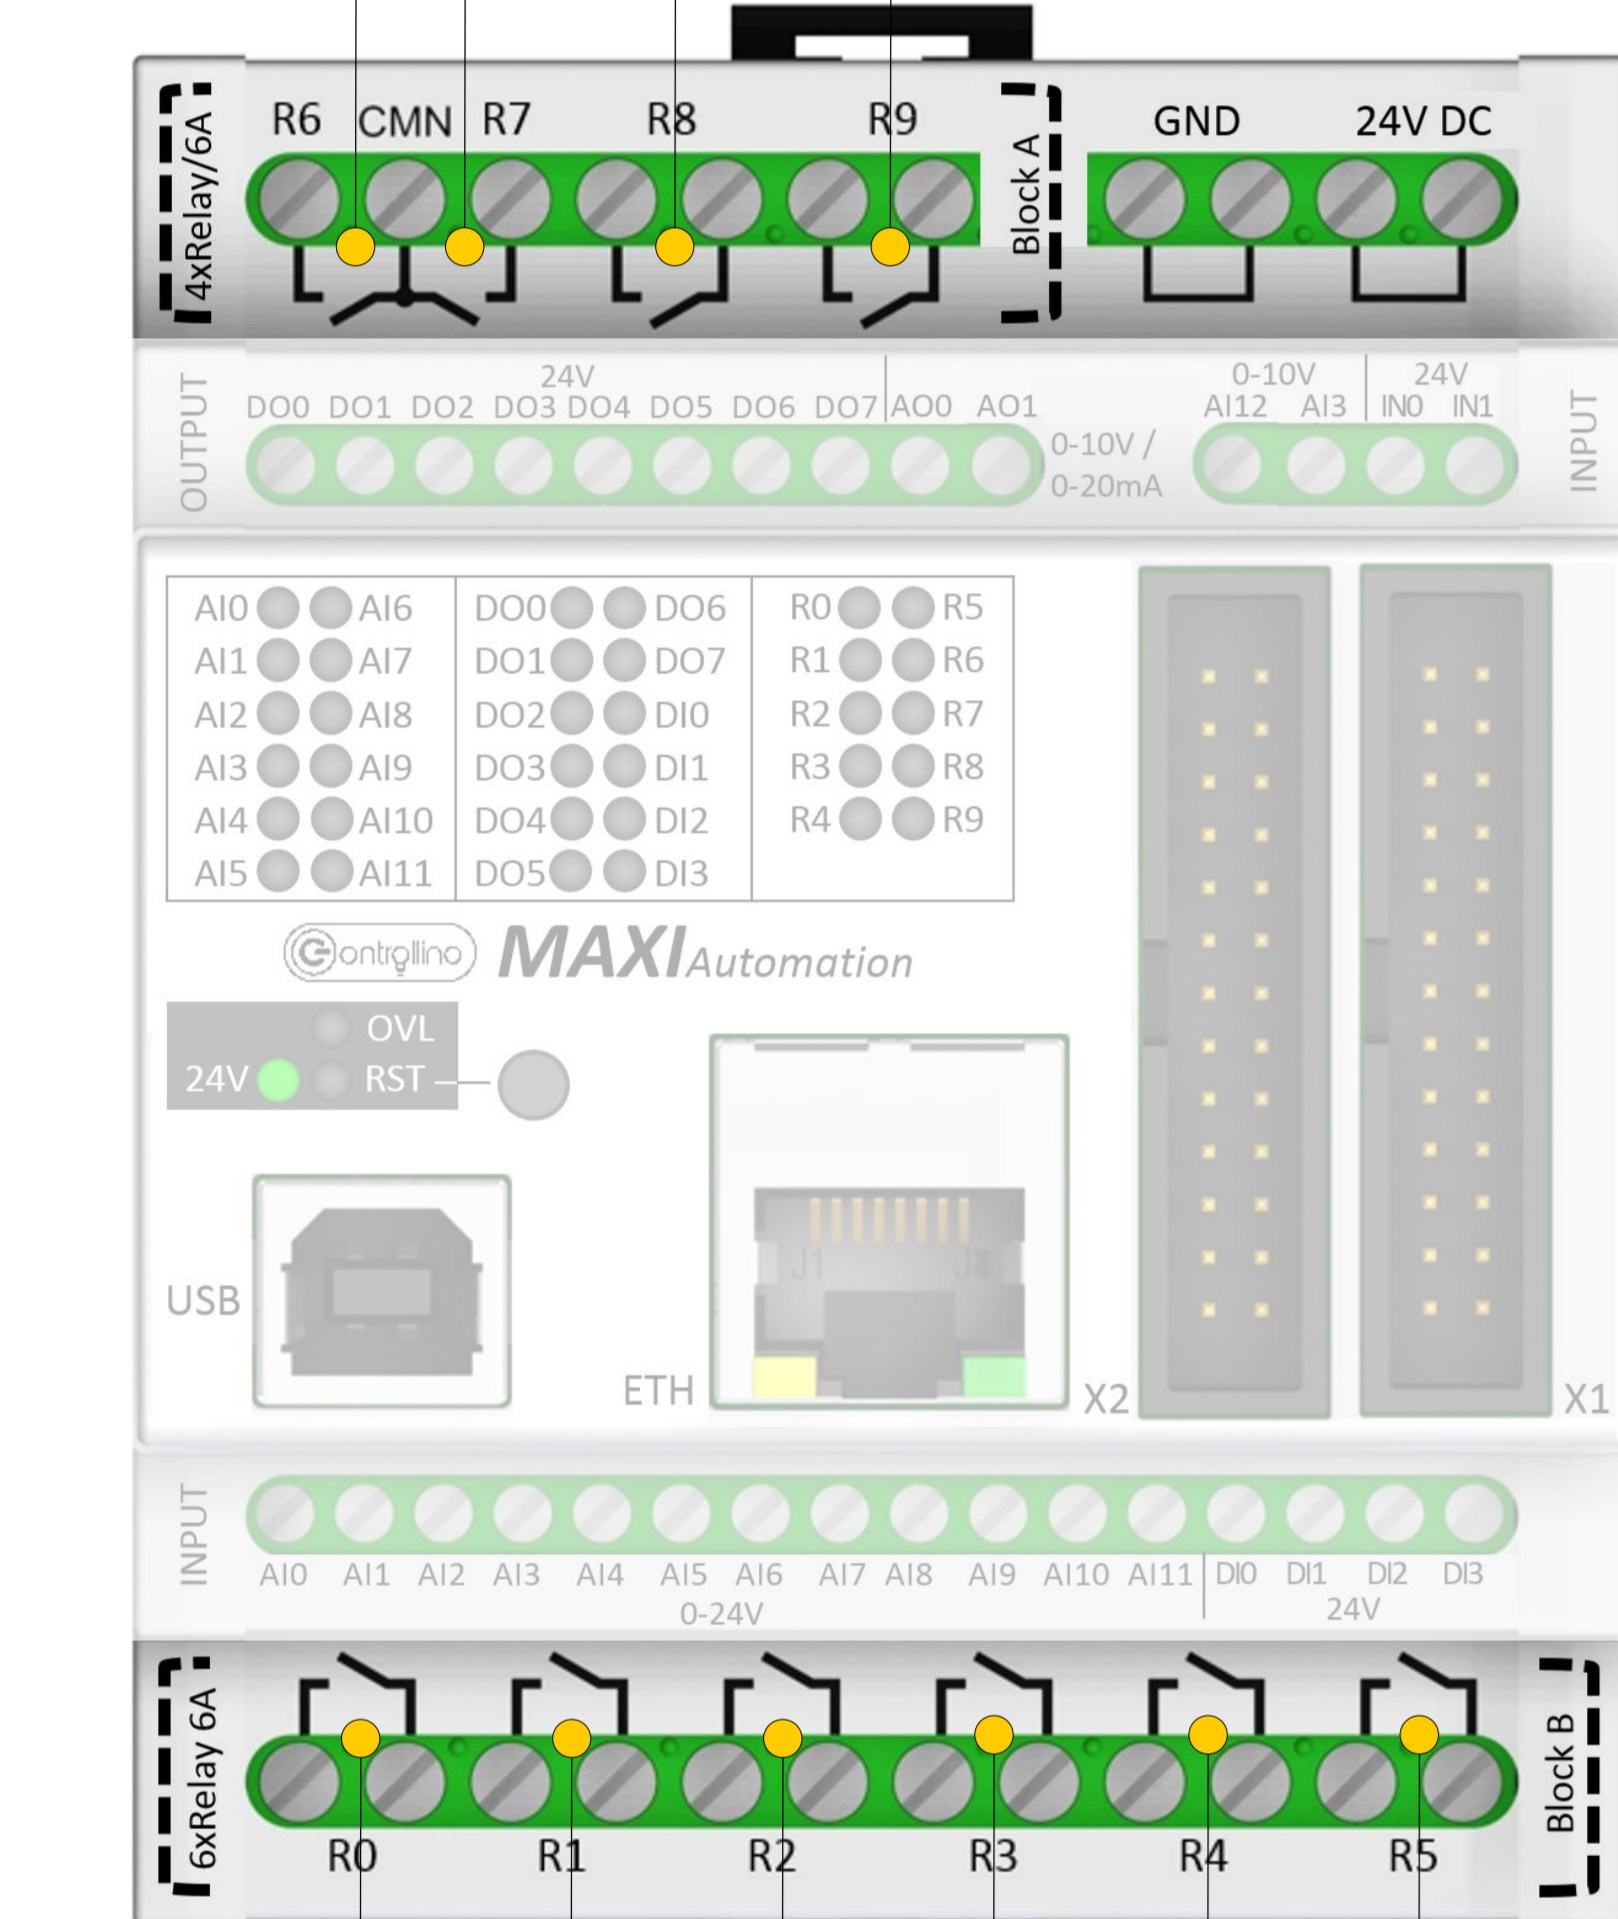 4xRelay/6A
R6 CMN R7 R8 R9
Block A
GND 24V DC
OUTPUT
24V
DO0 DO1 DO2 DO3 DO4 DO5 DO6 DO7 AO0 AO1
0-10V /
0-20mA
0-10V 24V
AI12 AI3 IN0 IN1
INPUT
AI0 AI6 DO0 DO6 R0 R5
AI1 AI7 DO1 DO7 R1 R6
AI2 AI8 DO2 DI0 R2 R7
AI3 AI9 DO3 DI1 R3 R8
AI4 AI10 DO4 DI2 R4 R9
AI5 AI11 DO5 DI3
Controllino MAXI Automation
OVL
24V RST
J1 J8
USB
ETH
X2 X1
INPUT
AI0 AI1 AI2 AI3 AI4 AI5 AI6 AI7 AI8 AI9 AI10 AI11 DI0 DI1 DI2 DI3
0-24V 24V
6xRelay 6A
Block B
R0 R1 R2 R3 R4 R5